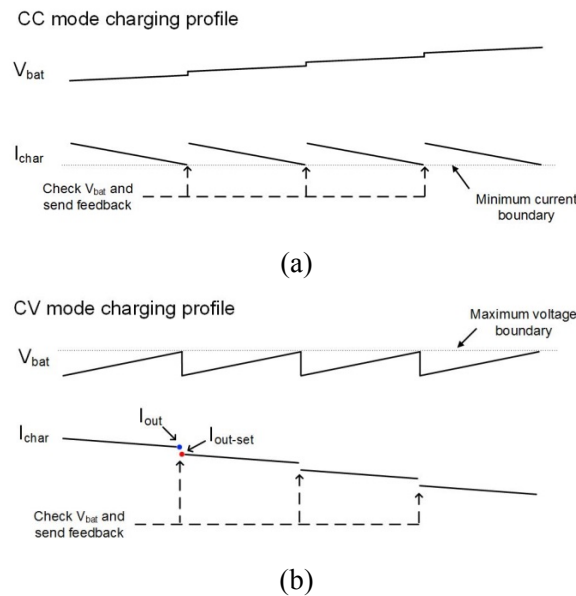 CC mode charging profile
Vbat
Ichar
Check Vbat and
send feedback
Minimum current
boundary
(a)
CV mode charging profile
Maximum voltage
boundary
Vbat
Iout
Iout-set
Ichar
Check Vbat and
send feedback
(b)